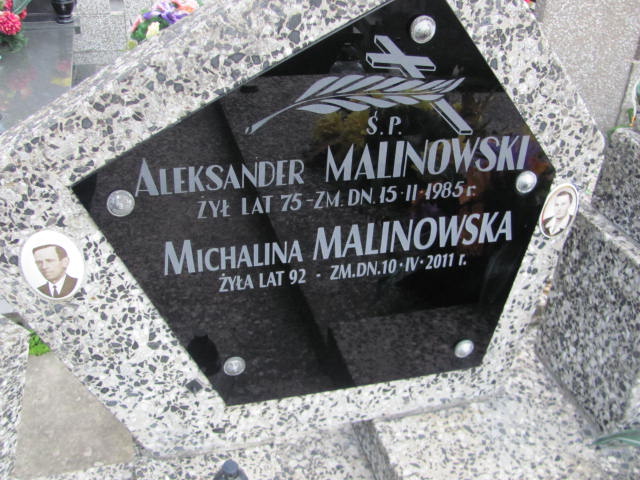 Ś.P.
ALEKSANDER MALINOWSKI
ŻYŁ LAT 75 - ZM. DN. 15 · II · 1985 r.
MICHALINA MALINOWSKA
ŻYŁA LAT 92 - ZM. DN. 10 · IV · 2011 r.